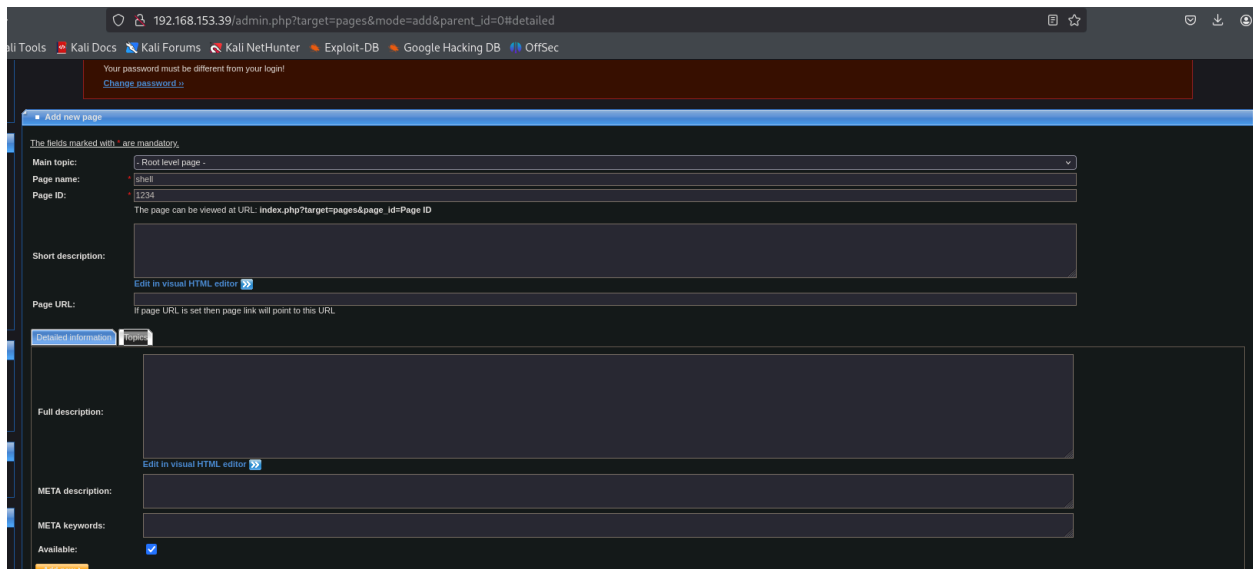 192.168.153.39/admin.php?target=pages&mode=add&parent_id=0#detailed
ali Tools Kali Docs Kali Forums Kali NetHunter Exploit-DB Google Hacking DB OffSec
Your password must be different from your login!
Change password ››
Add new page
The fields marked with * are mandatory.
Main topic: - Root level page -
Page name: * shell
Page ID: * 1234
The page can be viewed at URL: index.php?target=pages&page_id=Page ID
Short description:
Edit in visual HTML editor
Page URL:
If page URL is set then page link will point to this URL
Detailed information Topics
Full description:
Edit in visual HTML editor
META description:
META keywords:
Available: